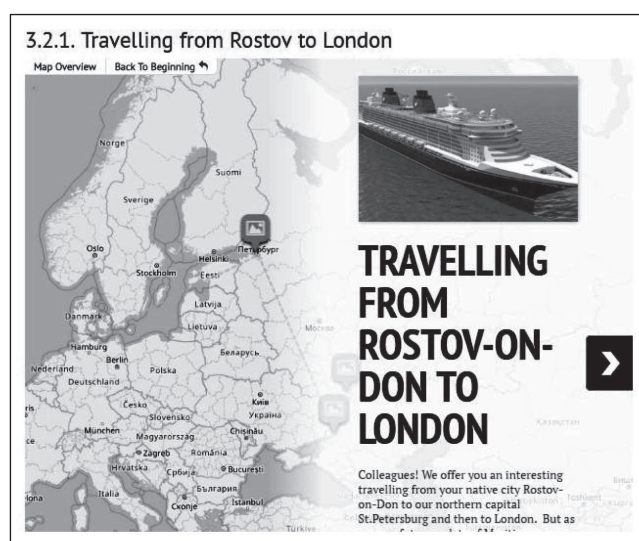 3.2.1. Travelling from Rostov to London
Map Overview
Back To Beginning
Norge
Suomi
Sverige
Oslo
Петербург
Helsinki
Stockholm
Eesti
Latvija
Danmark
Lietuva
Москва
Hamburg
Berlin
Беларусь
Nederland
Polska
Deutschland
Київ
Česko
Україна
Slovensko
München
Chișinău
Magyarország
Zagreb
România
Hrvatska
Србија
București
Italia
България
Скопје
Istanbul
Türkiye
Қазақстан
Toshkent
TRAVELLING
FROM
ROSTOV-ON-
DON TO
LONDON
Colleagues! We offer you an interesting
travelling from your native city Rostov-
on-Don to our northern capital
St.Petersburg and then to London. But as